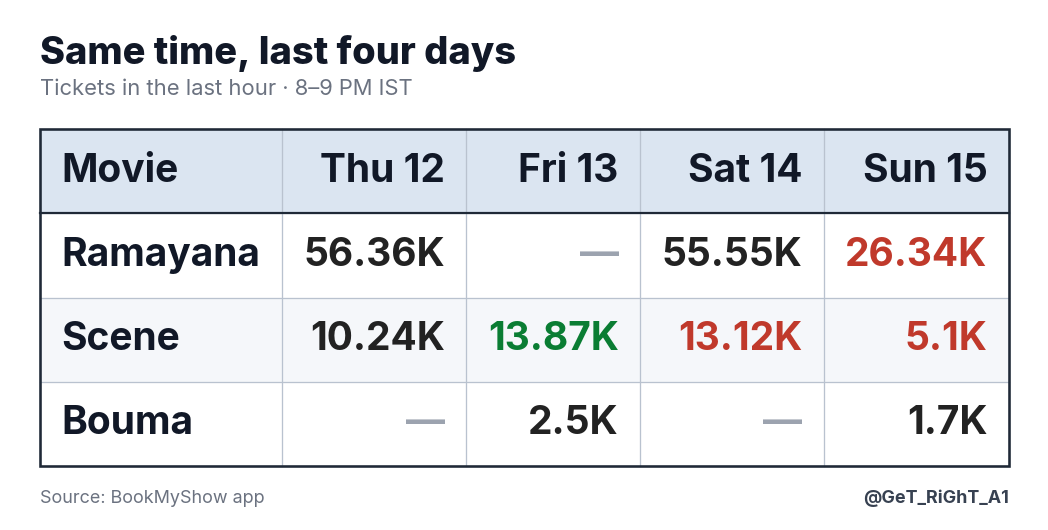 Same time, last four days
Tickets in the last hour · 8–9 PM IST
Movie Thu 12 Fri 13 Sat 14 Sun 15
Ramayana 56.36K — 55.55K 26.34K
Scene 10.24K 13.87K 13.12K 5.1K
Bouma — 2.5K — 1.7K
Source: BookMyShow app @GeT_RiGhT_A1